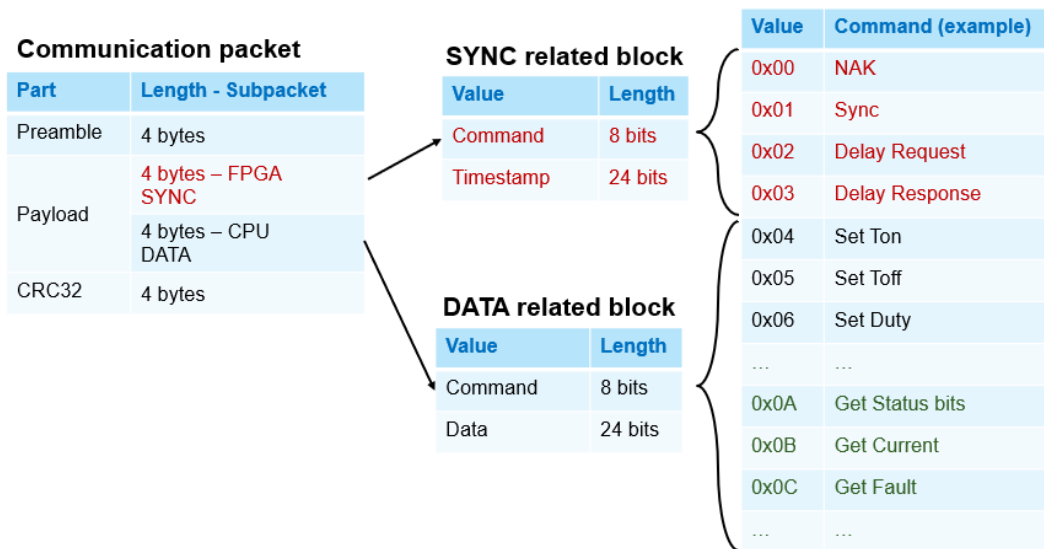 Communication packet
Part Length - Subpacket
Preamble 4 bytes
Payload
4 bytes – FPGA
SYNC
4 bytes – CPU
DATA
CRC32 4 bytes
SYNC related block
Value Length
Command 8 bits
Timestamp 24 bits
DATA related block
Value Length
Command 8 bits
Data 24 bits
Value Command (example)
0x00 NAK
0x01 Sync
0x02 Delay Request
0x03 Delay Response
0x04 Set Ton
0x05 Set Toff
0x06 Set Duty
... ...
0x0A Get Status bits
0x0B Get Current
0x0C Get Fault
... ...